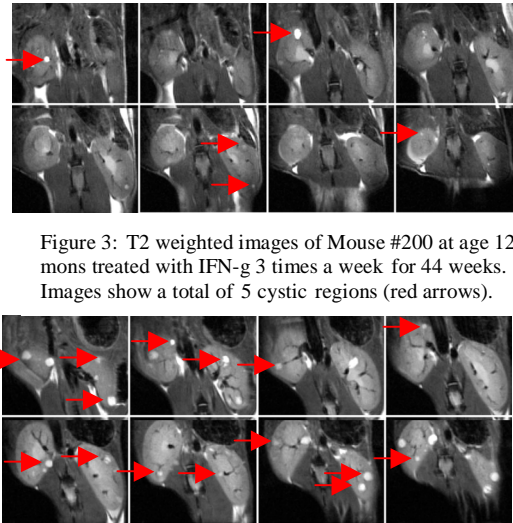 Figure 3: T2 weighted images of Mouse #200 at age 12
mons treated with IFN-g 3 times a week for 44 weeks.
Images show a total of 5 cystic regions (red arrows).